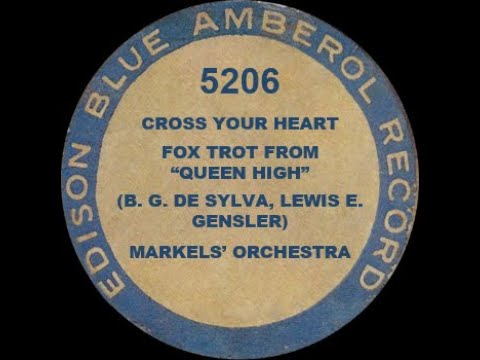 EDISON BLUE AMBEROL RECORD
5206
CROSS YOUR HEART
FOX TROT FROM
“QUEEN HIGH”
(B. G. DE SYLVA, LEWIS E.
GENSLER)
MARKELS’ ORCHESTRA